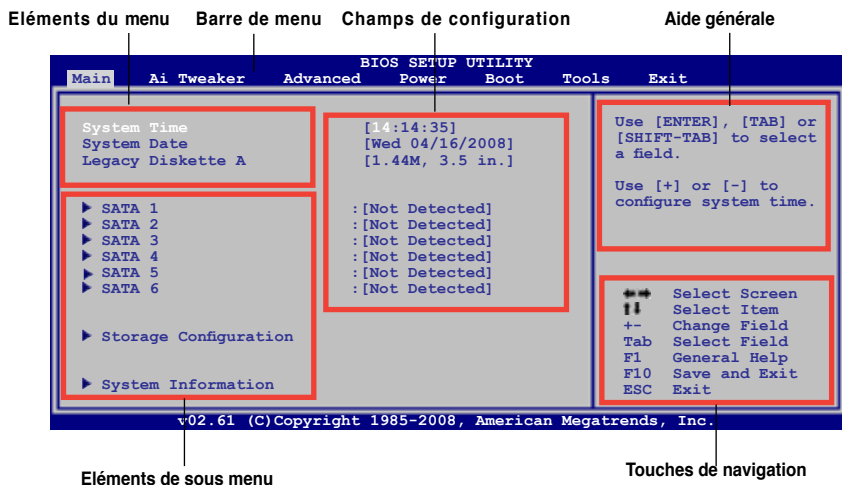 Eléments du menu Barre de menu Champs de configuration Aide générale
BIOS SETUP UTILITY
Main Ai Tweaker Advanced Power Boot Tools Exit
System Time [14:14:35]
System Date [Wed 04/16/2008]
Legacy Diskette A [1.44M, 3.5 in.]
SATA 1 :[Not Detected]
SATA 2 :[Not Detected]
SATA 3 :[Not Detected]
SATA 4 :[Not Detected]
SATA 5 :[Not Detected]
SATA 6 :[Not Detected]
Storage Configuration
System Information
Use [ENTER], [TAB] or
[SHIFT-TAB] to select
a field.
Use [+] or [-] to
configure system time.
Select Screen
Select Item
+- Change Field
Tab Select Field
F1 General Help
F10 Save and Exit
ESC Exit
v02.61 (C)Copyright 1985-2008, American Megatrends, Inc.
Eléments de sous menu
Touches de navigation